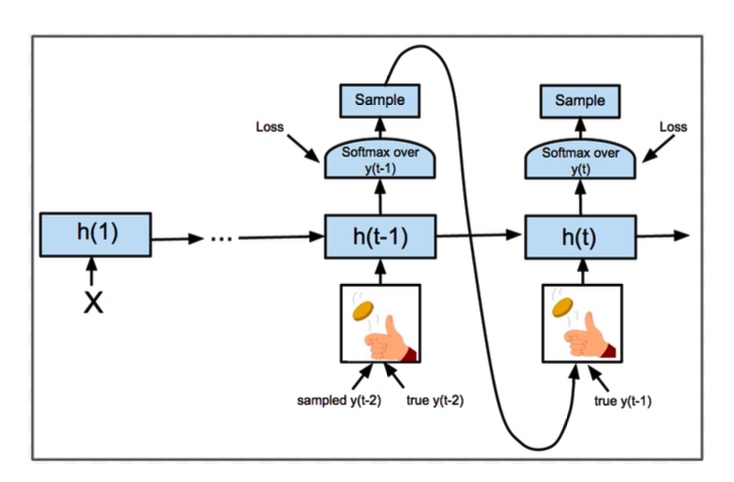 Sample
Sample
Loss
Loss
Softmax over
y(t-1)
Softmax over
y(t)
h(1)
...
h(t-1)
h(t)
X
sampled y(t-2)
true y(t-2)
true y(t-1)